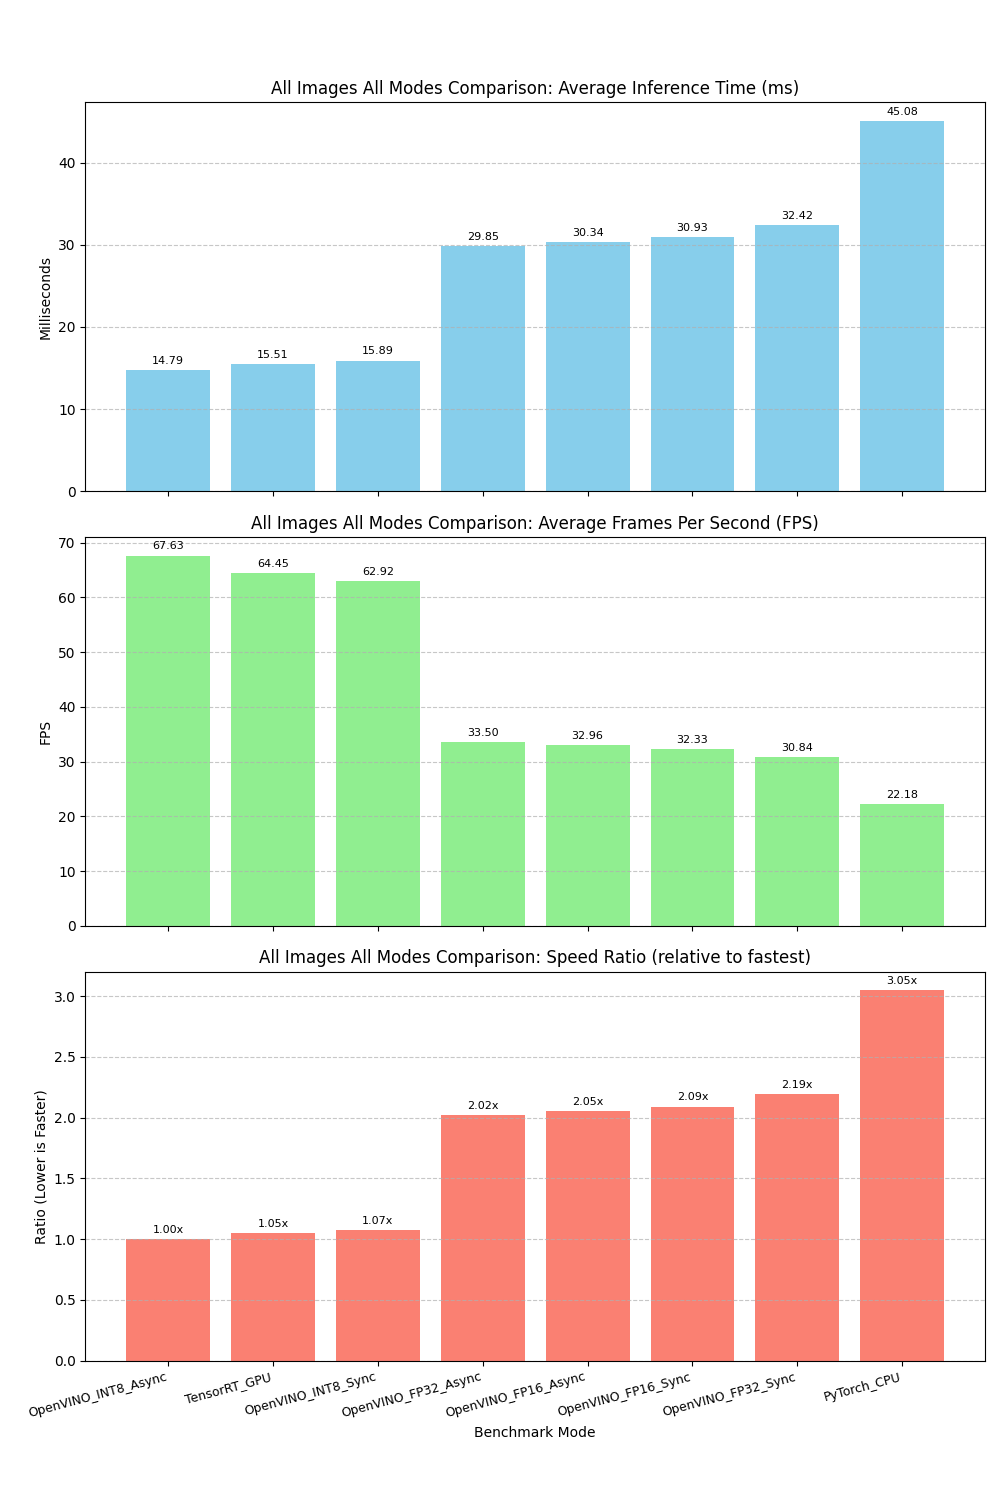 All Images All Modes Comparison: Average Inference Time (ms)
Milliseconds
40
30
20
10
0
14.79
15.51
15.89
29.85
30.34
30.93
32.42
45.08
All Images All Modes Comparison: Average Frames Per Second (FPS)
FPS
70
60
50
40
30
20
10
0
67.63
64.45
62.92
33.50
32.96
32.33
30.84
22.18
All Images All Modes Comparison: Speed Ratio (relative to fastest)
Ratio (Lower is Faster)
3.0
2.5
2.0
1.5
1.0
0.5
0.0
1.00x
1.05x
1.07x
2.02x
2.05x
2.09x
2.19x
3.05x
OpenVINO_INT8_Async
TensorRT_GPU
OpenVINO_INT8_Sync
OpenVINO_FP32_Async
OpenVINO_FP16_Async
OpenVINO_FP16_Sync
OpenVINO_FP32_Sync
PyTorch_CPU
Benchmark Mode